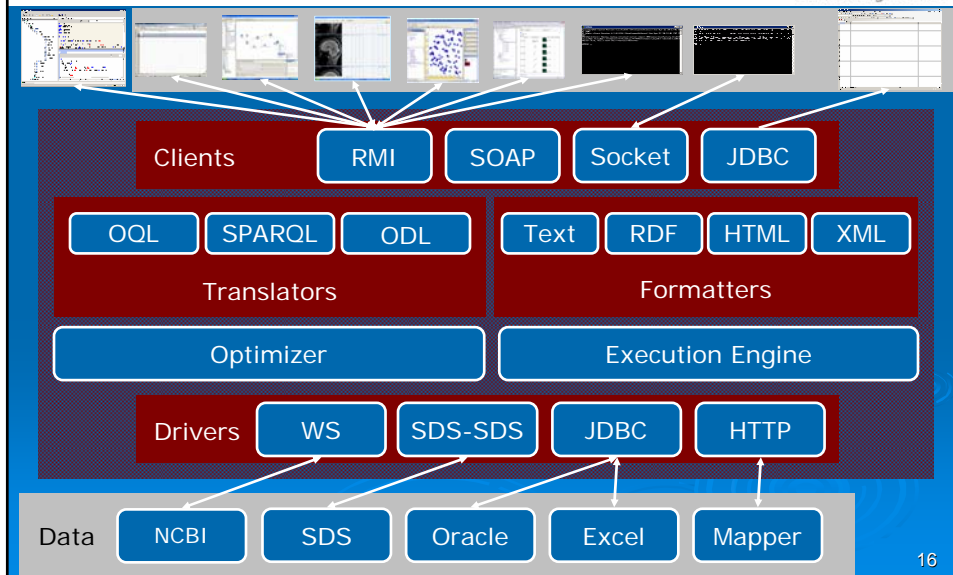 Clients RMI SOAP Socket JDBC
OQL SPARQL ODL
Translators
Text RDF HTML XML
Formatters
Optimizer
Execution Engine
Drivers WS SDS-SDS JDBC HTTP
Data NCBI SDS Oracle Excel Mapper
16